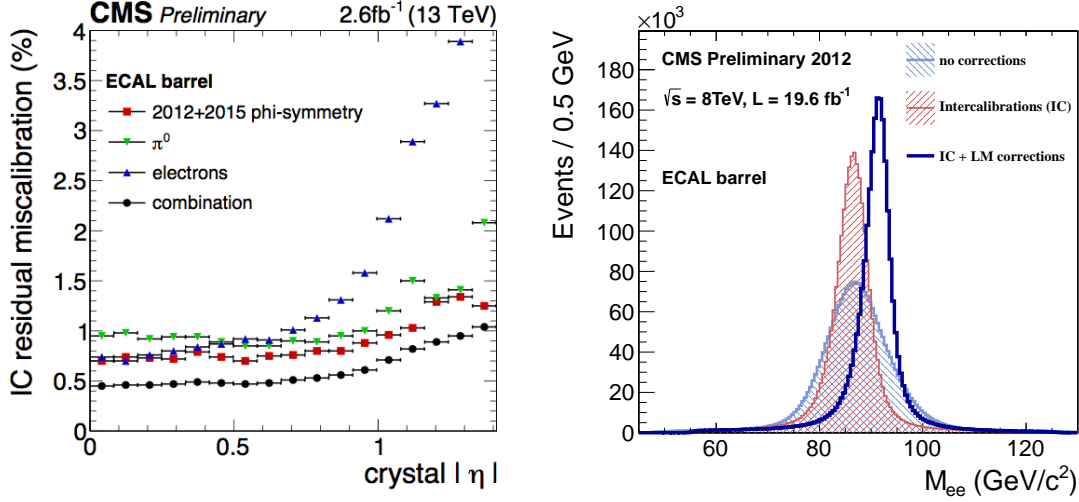 CMS Preliminary 2.6fb⁻¹ (13 TeV)
IC residual miscalibration (%)
4
3.5
3
2.5
2
1.5
1
0.5
0
ECAL barrel
2012+2015 phi-symmetry
π⁰
electrons
combination
0 0.5 1
crystal | η |
×10³
Events / 0.5 GeV
180
160
140
120
100
80
60
40
20
0
CMS Preliminary 2012
√s = 8TeV, L = 19.6 fb⁻¹
ECAL barrel
no corrections
Intercalibrations (IC)
IC + LM corrections
60 80 100 120
Mₑₑ (GeV/c²)